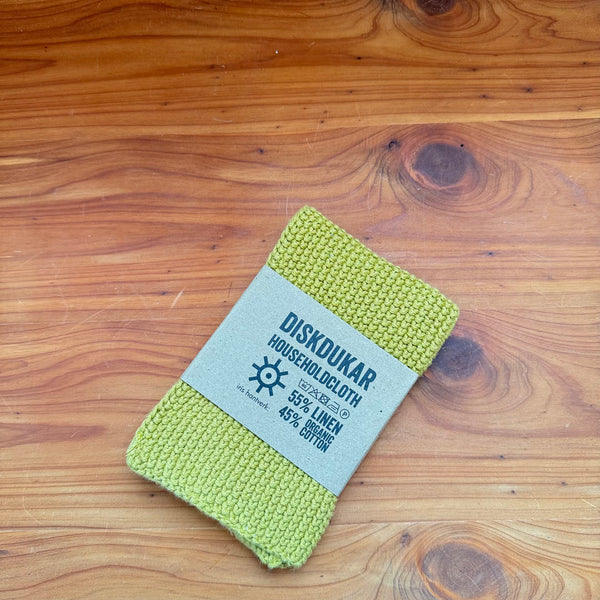 DISKDUKAR
HOUSEHOLDCLOTH
iris hantverk
55% LINEN
45% ORGANIC
COTTON